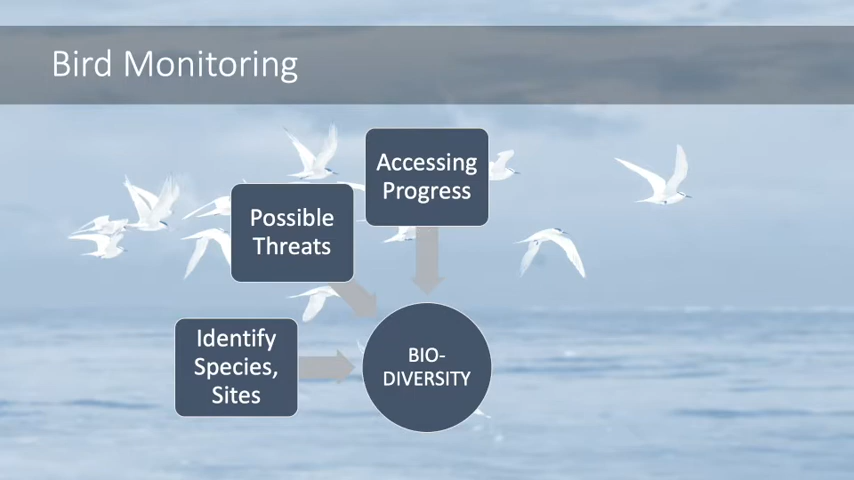 Bird Monitoring
Accessing
Progress
Possible
Threats
Identify
Species,
Sites
BIO-
DIVERSITY